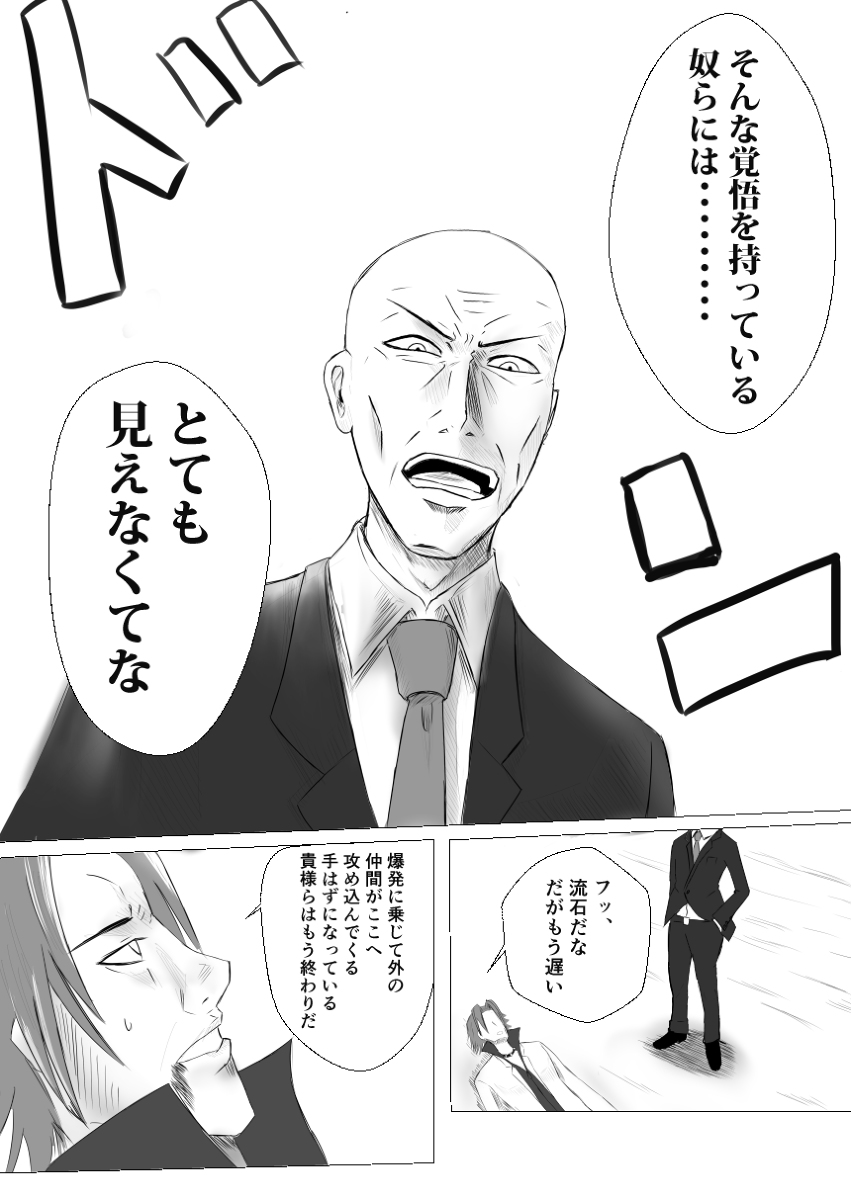 そんな覚悟を持っている
奴らには・・・・・・・・・
とても
見えなくてな
ドン
フッ、
流石だな
だがもう遅い
爆発に乗じて外の
仲間がここへ
攻め込んでくる
手はずになっている
貴様らはもう終わりだ